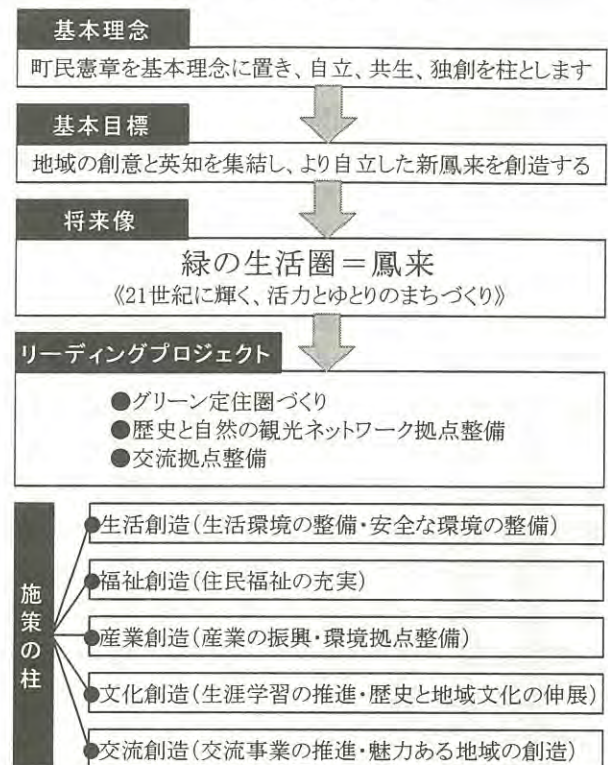 基本理念
町民憲章を基本理念に置き、自立、共生、独創を柱とします
基本目標
地域の創意と英知を集結し、より自立した新鳳来を創造する
将来像
緑の生活圏＝鳳来
《21世紀に輝く、活力とゆとりのまちづくり》
リーディングプロジェクト
●グリーン定住圏づくり
●歴史と自然の観光ネットワーク拠点整備
●交流拠点整備
施策の柱
●生活創造(生活環境の整備・安全な環境の整備)
●福祉創造(住民福祉の充実)
●産業創造(産業の振興・環境拠点整備)
●文化創造(生涯学習の推進・歴史と地域文化の伸展)
●交流創造(交流事業の推進・魅力ある地域の創造)